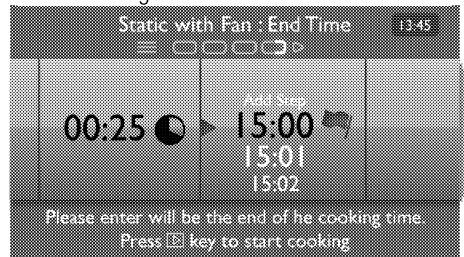 Static with Fan : End Time
13:45
Add Step
00:25
15:00
15:01
15:02
Please enter will be the end of he cooking time.
Press key to start cooking